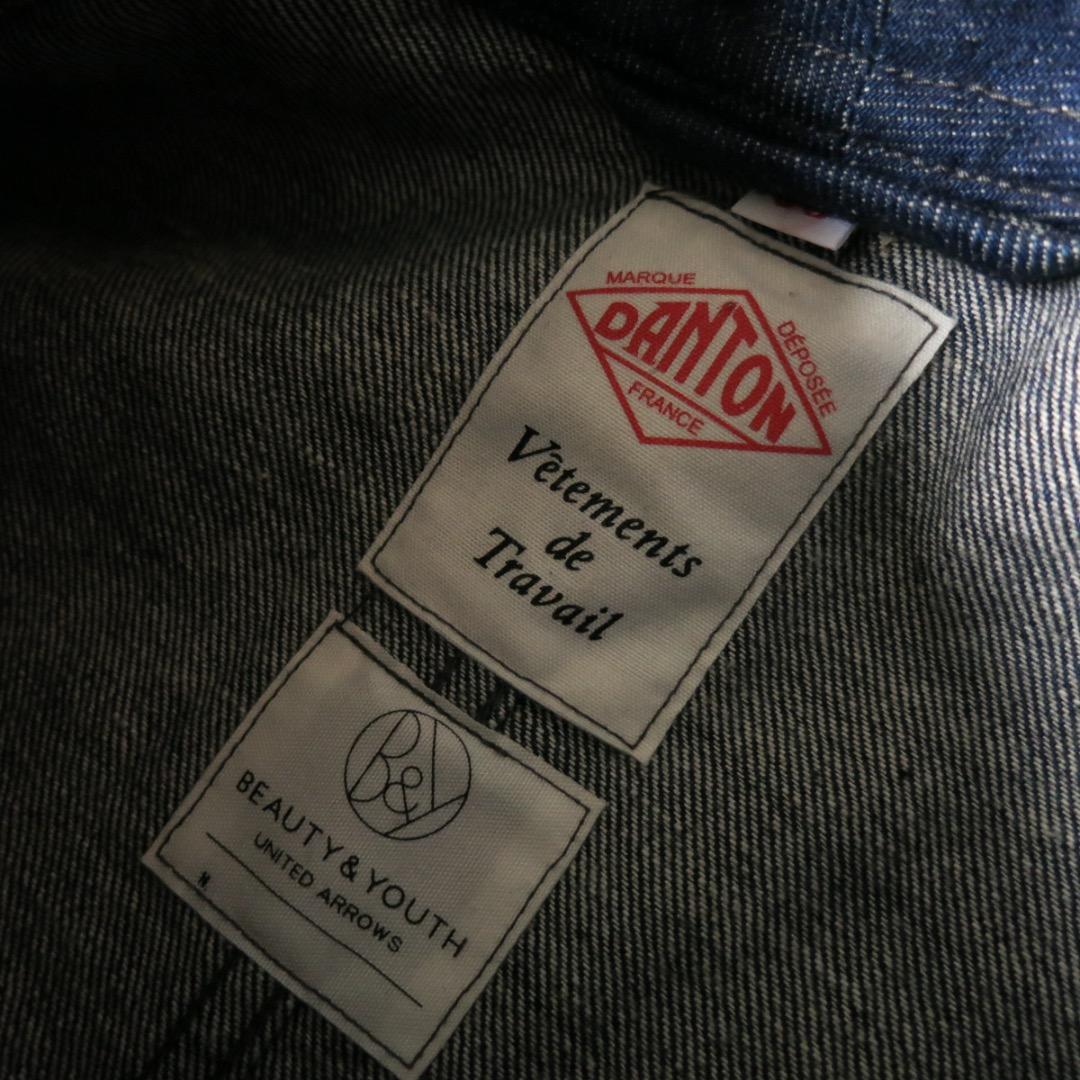 MARQUE
DANTON
DÉPOSÉE
FRANCE
Vêtements
de
Travail
B&Y
BEAUTY & YOUTH
UNITED ARROWS
N